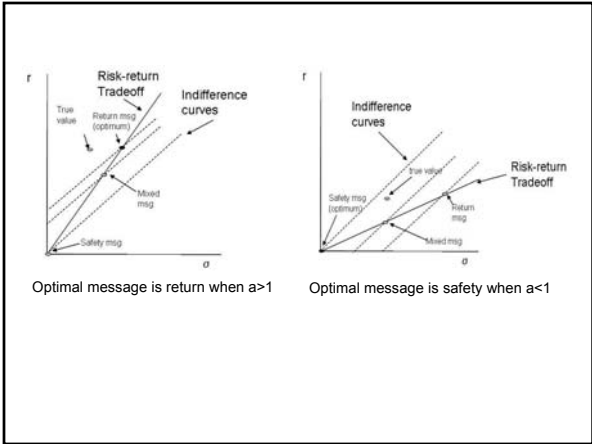 r
Risk-return
Tradeoff
True
value
Return msg
(optimum)
Indifference
curves
Mixed
msg
Safety msg
σ
Optimal message is return when a>1
r
Indifference
curves
true value
Risk-return
Tradeoff
Safety msg
(optimum)
Return
msg
Mixed msg
σ
Optimal message is safety when a<1